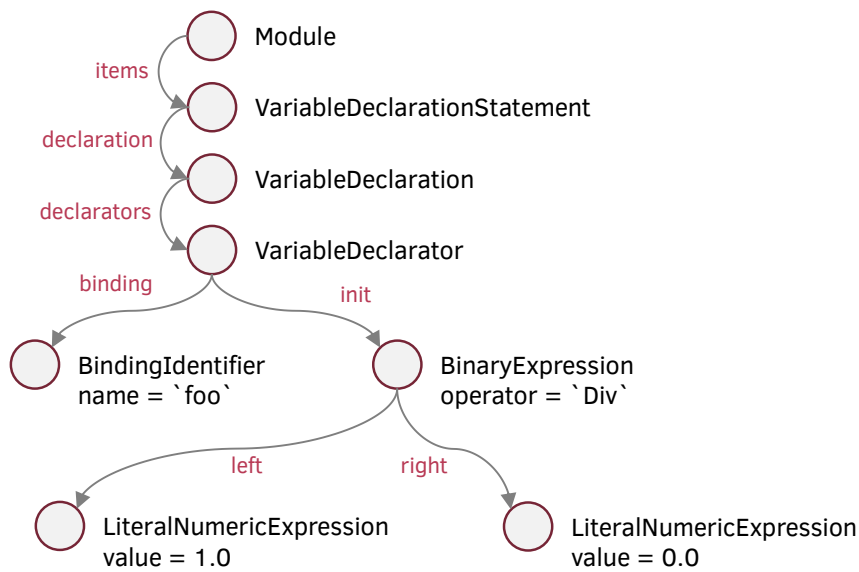 Module
items
VariableDeclarationStatement
declaration
VariableDeclaration
declarators
VariableDeclarator
binding
init
BindingIdentifier
name = `foo`
BinaryExpression
operator = `Div`
left
right
LiteralNumericExpression
value = 1.0
LiteralNumericExpression
value = 0.0